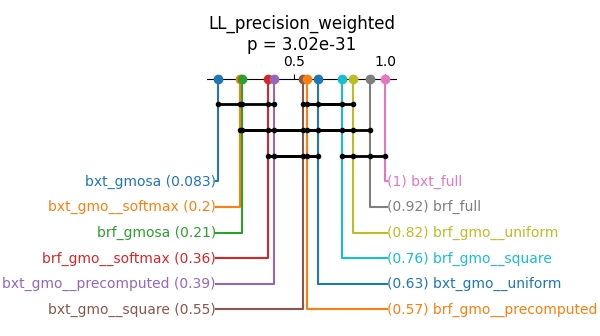 LL_precision_weighted
p = 3.02e-31
0.5
1.0
bxt_gmosa (0.083)
(1) bxt_full
bxt_gmo__softmax (0.2)
(0.92) brf_full
brf_gmosa (0.21)
(0.82) brf_gmo__uniform
brf_gmo__softmax (0.36)
(0.76) brf_gmo__square
bxt_gmo__precomputed (0.39)
(0.63) bxt_gmo__uniform
bxt_gmo__square (0.55)
(0.57) brf_gmo__precomputed